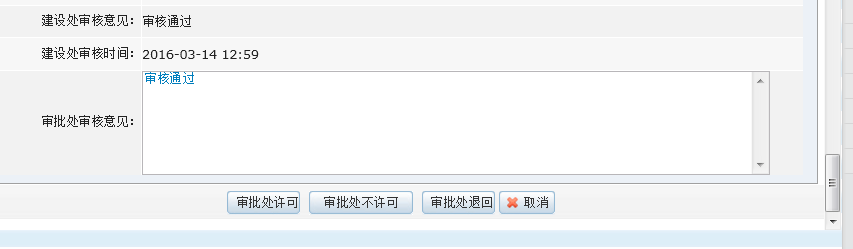 建设处审核意见： 审核通过
建设处审核时间： 2016-03-14 12:59
审核通过
审批处审核意见：
审批处许可 审批处不许可 审批处退回 取消